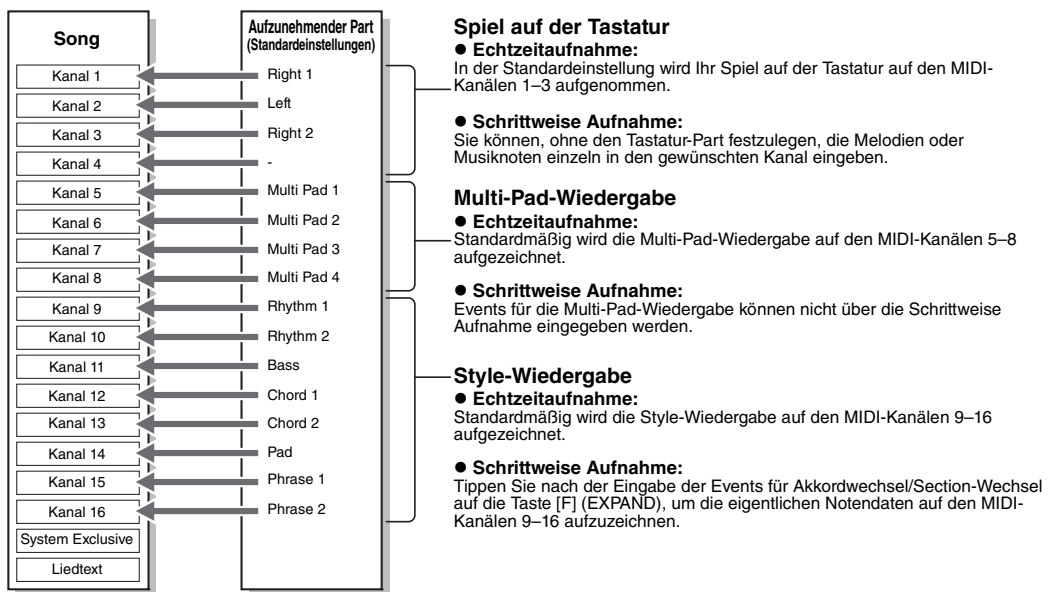 Song
Kanal 1
Kanal 2
Kanal 3
Kanal 4
Kanal 5
Kanal 6
Kanal 7
Kanal 8
Kanal 9
Kanal 10
Kanal 11
Kanal 12
Kanal 13
Kanal 14
Kanal 15
Kanal 16
System Exclusive
Liedtext
Aufzunehmender Part
(Standardeinstellungen)
Right 1
Left
Right 2
-
Multi Pad 1
Multi Pad 2
Multi Pad 3
Multi Pad 4
Rhythm 1
Rhythm 2
Bass
Chord 1
Chord 2
Pad
Phrase 1
Phrase 2
Spiel auf der Tastatur
● Echtzeitaufnahme:
In der Standardeinstellung wird Ihr Spiel auf der Tastatur auf den MIDI-
Kanälen 1–3 aufgenommen.
● Schrittweise Aufnahme:
Sie können, ohne den Tastatur-Part festzulegen, die Melodien oder
Musiknoten einzeln in den gewünschten Kanal eingeben.
Multi-Pad-Wiedergabe
● Echtzeitaufnahme:
Standardmäßig wird die Multi-Pad-Wiedergabe auf den MIDI-Kanälen 5–8
aufgezeichnet.
● Schrittweise Aufnahme:
Events für die Multi-Pad-Wiedergabe können nicht über die Schrittweise
Aufnahme eingegeben werden.
Style-Wiedergabe
● Echtzeitaufnahme:
Standardmäßig wird die Style-Wiedergabe auf den MIDI-Kanälen 9–16
aufgezeichnet.
● Schrittweise Aufnahme:
Tippen Sie nach der Eingabe der Events für Akkordwechsel/Section-Wechsel
auf die Taste [F] (EXPAND), um die eigentlichen Notendaten auf den MIDI-
Kanälen 9–16 aufzuzeichnen.